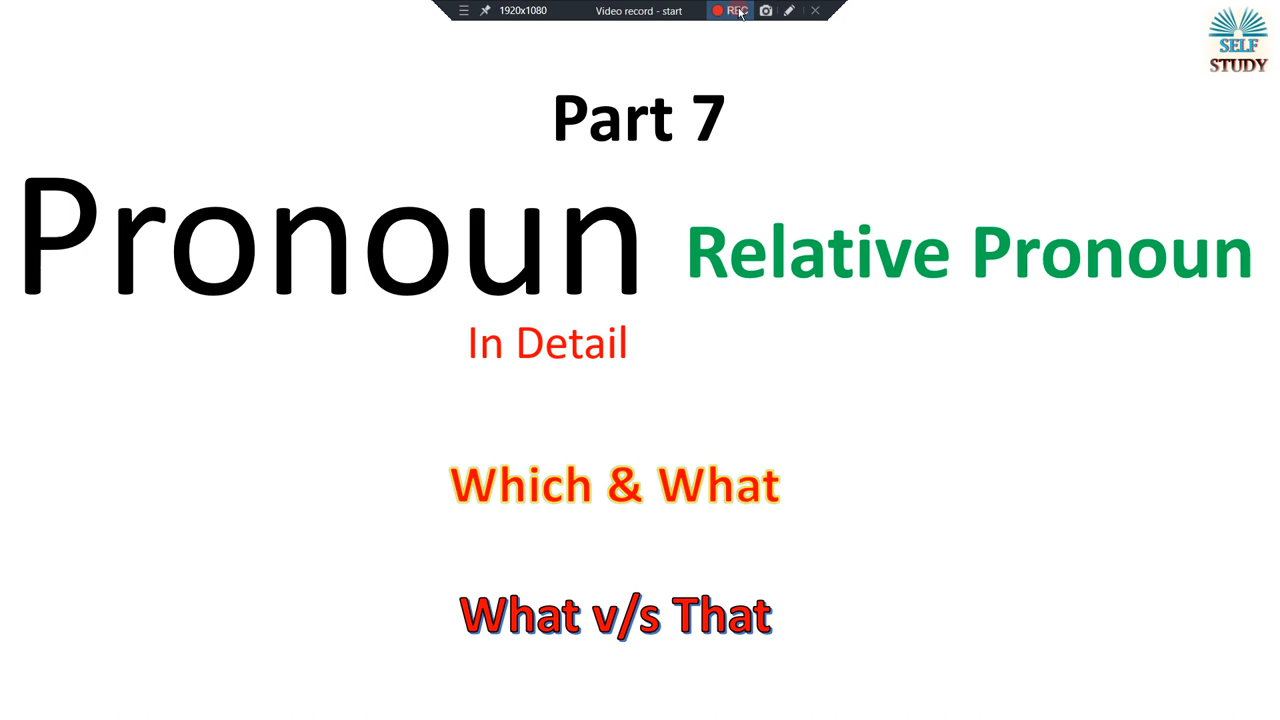 1920x1080 Video record - start REC
SELF
STUDY
Part 7
Pronoun Relative Pronoun
In Detail
Which & What
What v/s That